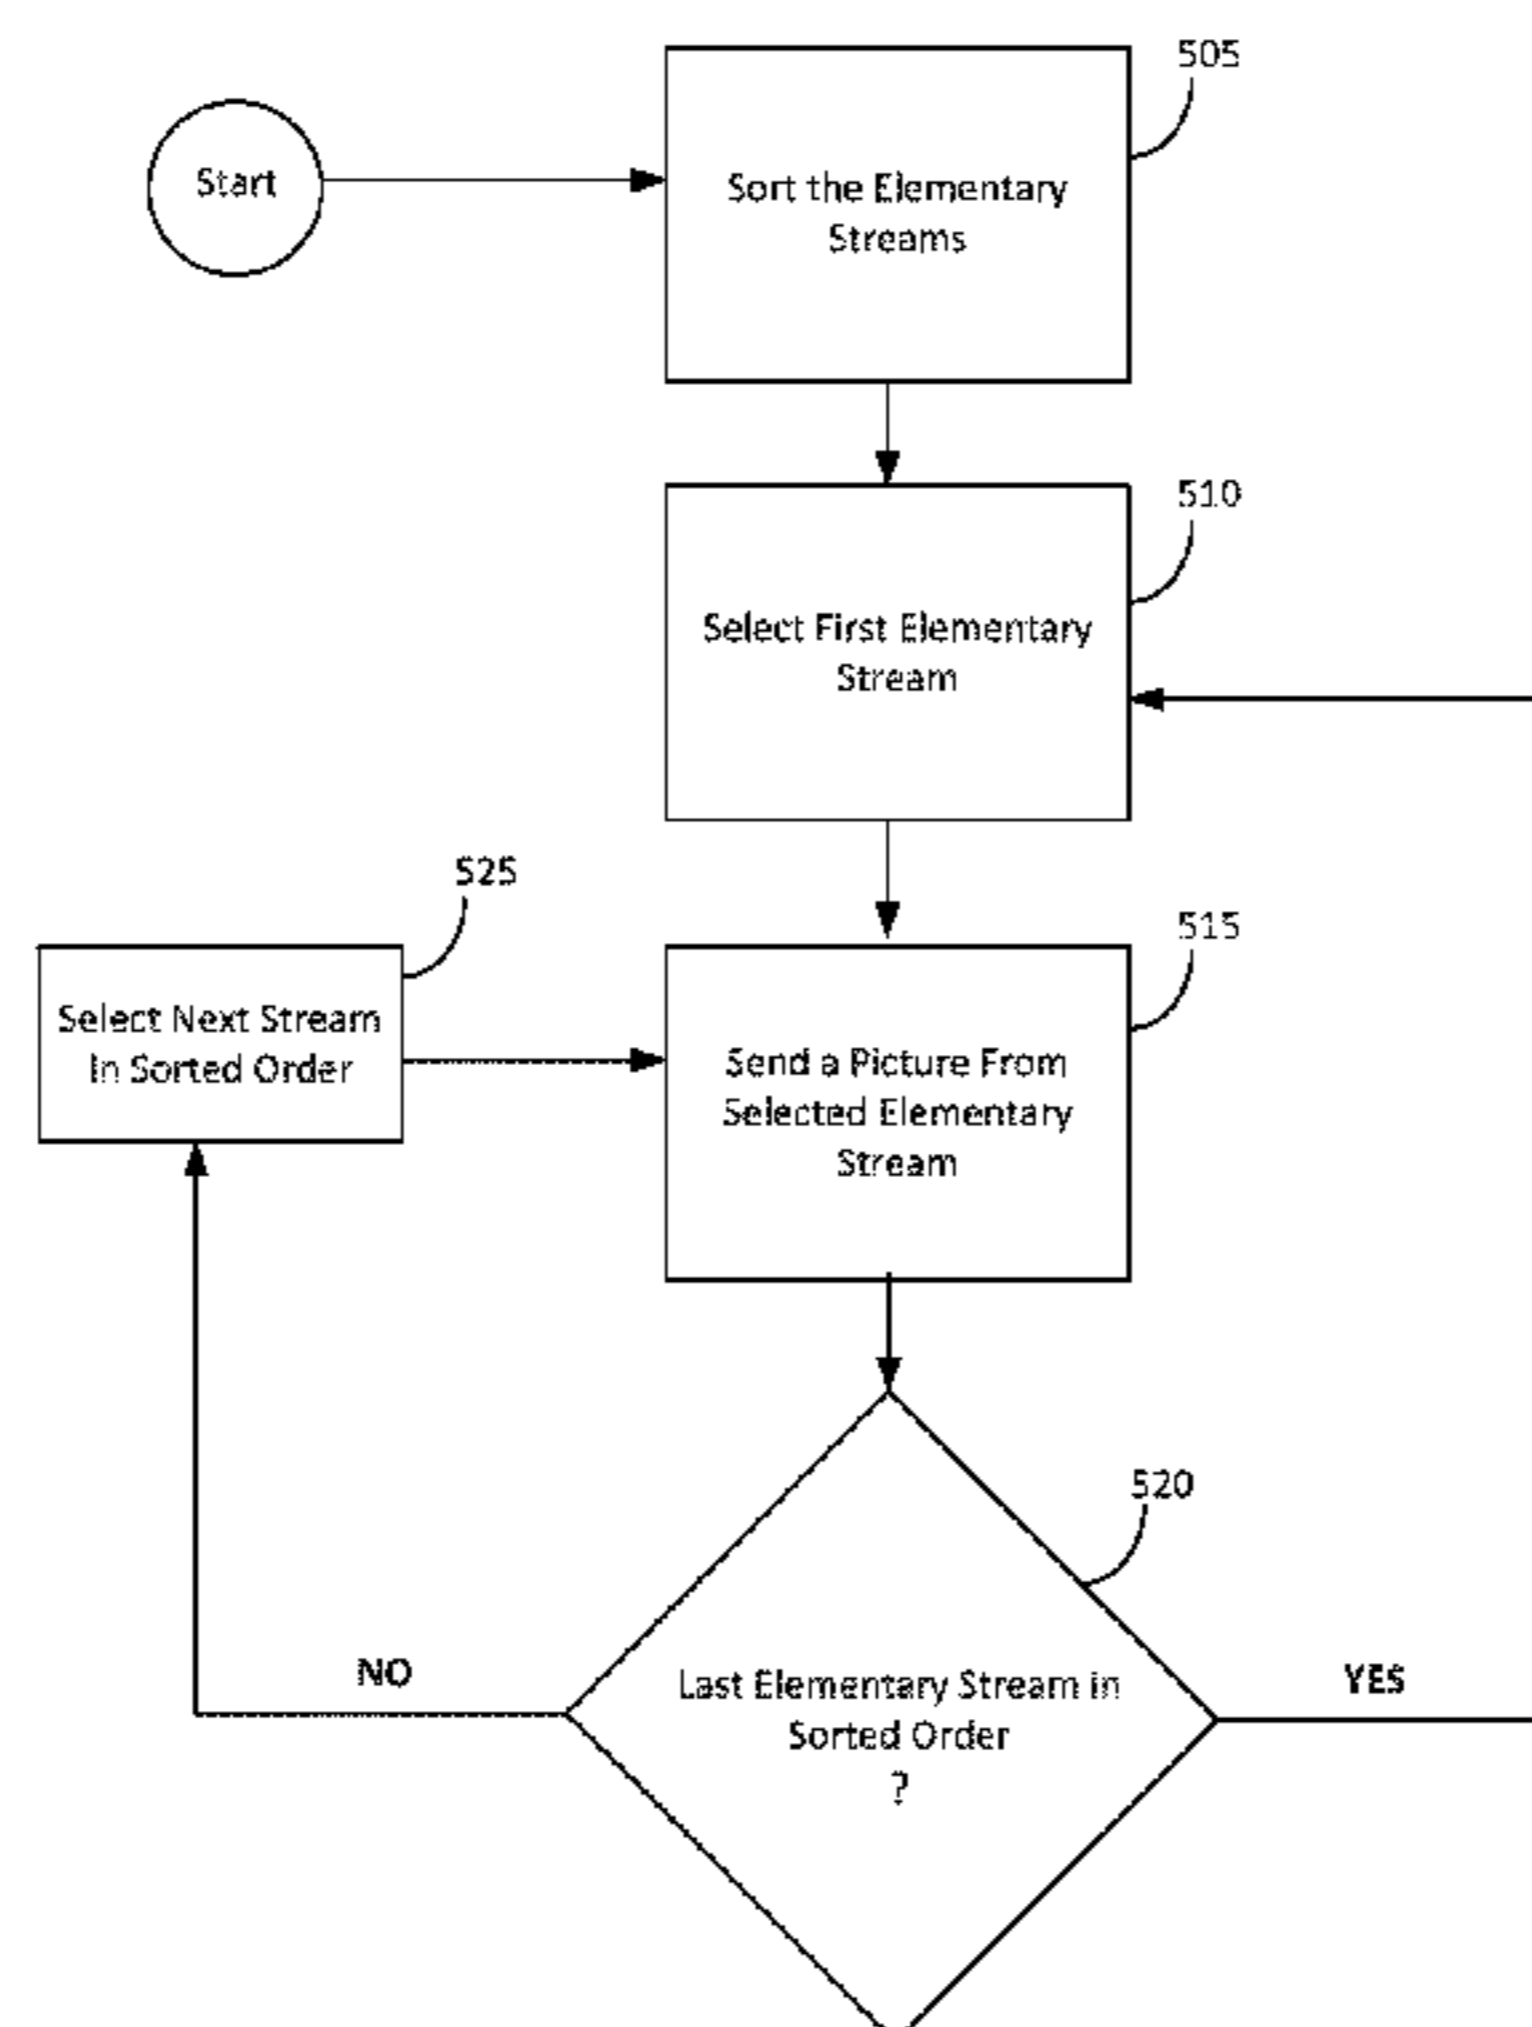 505
Start
Sort the Elementary
Streams
510
Select First Elementary
Stream
525
515
Select Next Stream
In Sorted Order
Send a Picture From
Selected Elementary
Stream
520
NO
Last Elementary Stream in
Sorted Order
?
YES